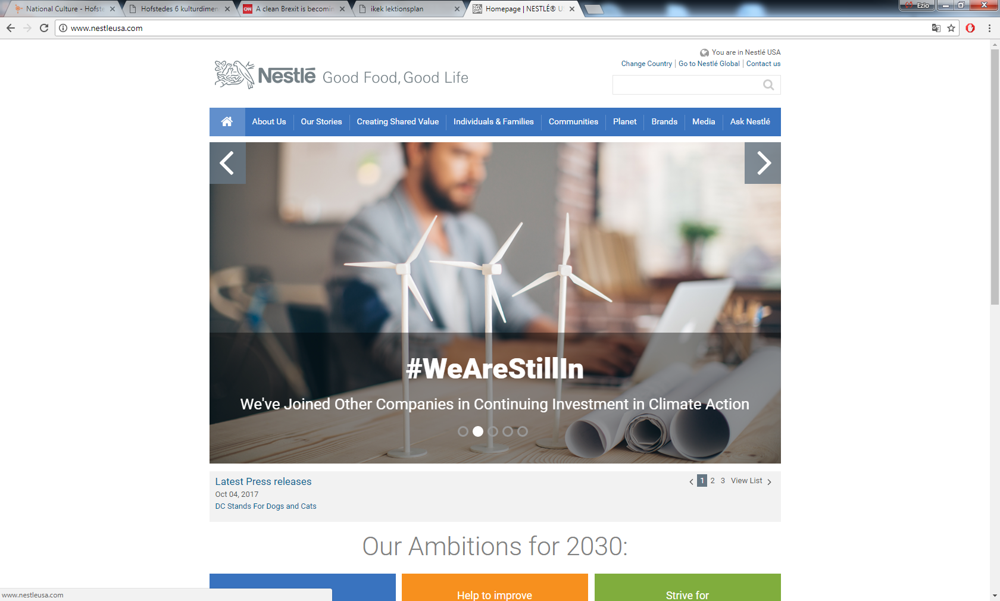 National Culture - Hofste
Hofstedes 6 kulturdimen
CNN A clean Brexit is becomin
ikek lektionsplan
Homepage | NESTLÉ® U
Ezio
www.nestleusa.com
You are in Nestlé USA
Change Country | Go to Nestlé Global | Contact us
Nestlé Good Food, Good Life
About Us Our Stories Creating Shared Value Individuals & Families Communities Planet Brands Media Ask Nestlé
#WeAreStillIn
We've Joined Other Companies in Continuing Investment in Climate Action
Latest Press releases
1 2 3 View List
Oct 04, 2017
DC Stands For Dogs and Cats
Our Ambitions for 2030:
Help to improve
Strive for
www.nestleusa.com